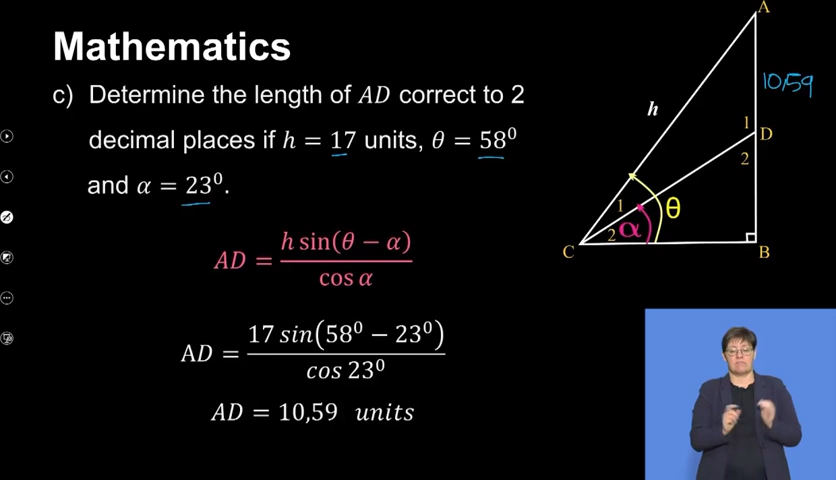 Mathematics
c) Determine the length of AD correct to 2
decimal places if h = 17 units, θ = 58⁰
and α = 23⁰.
AD = h sin(θ − α) / cos α
AD = 17 sin(58⁰ − 23⁰) / cos 23⁰
AD = 10,59 units
A
10,59
h
1
D
2
1
θ
2
α
C
B